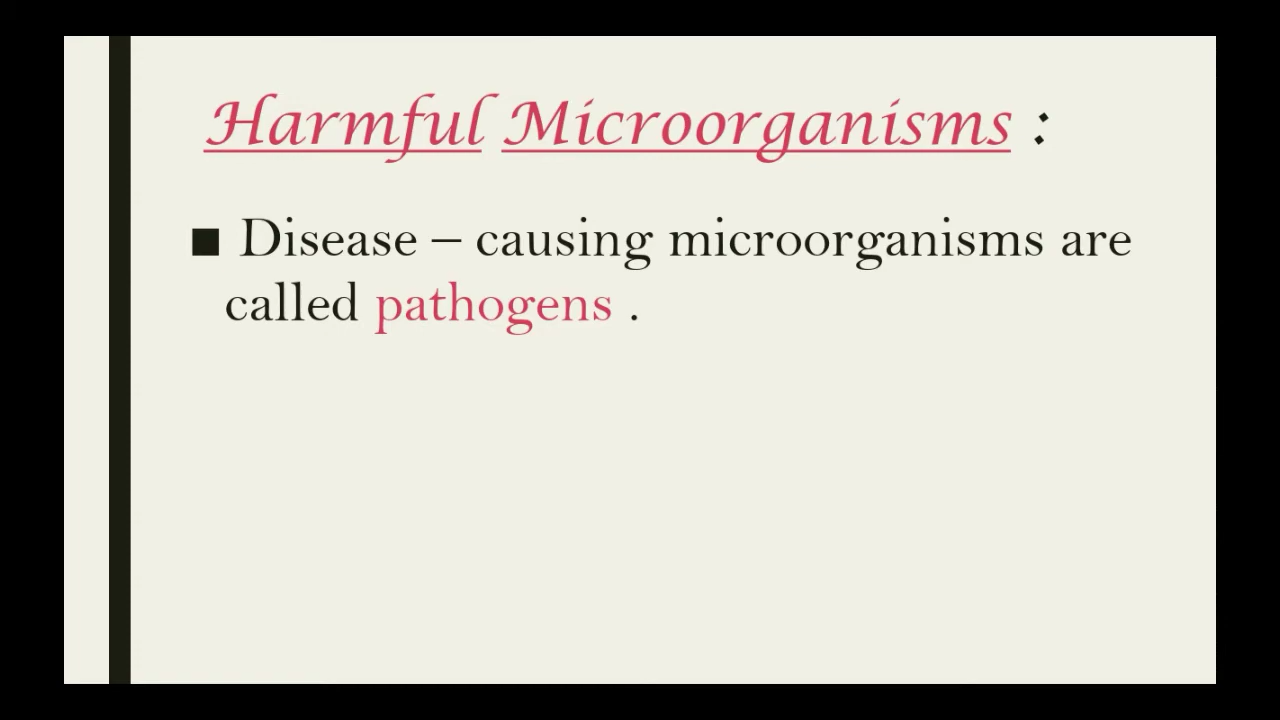 Harmful Microorganisms :
■ Disease – causing microorganisms are
called pathogens .